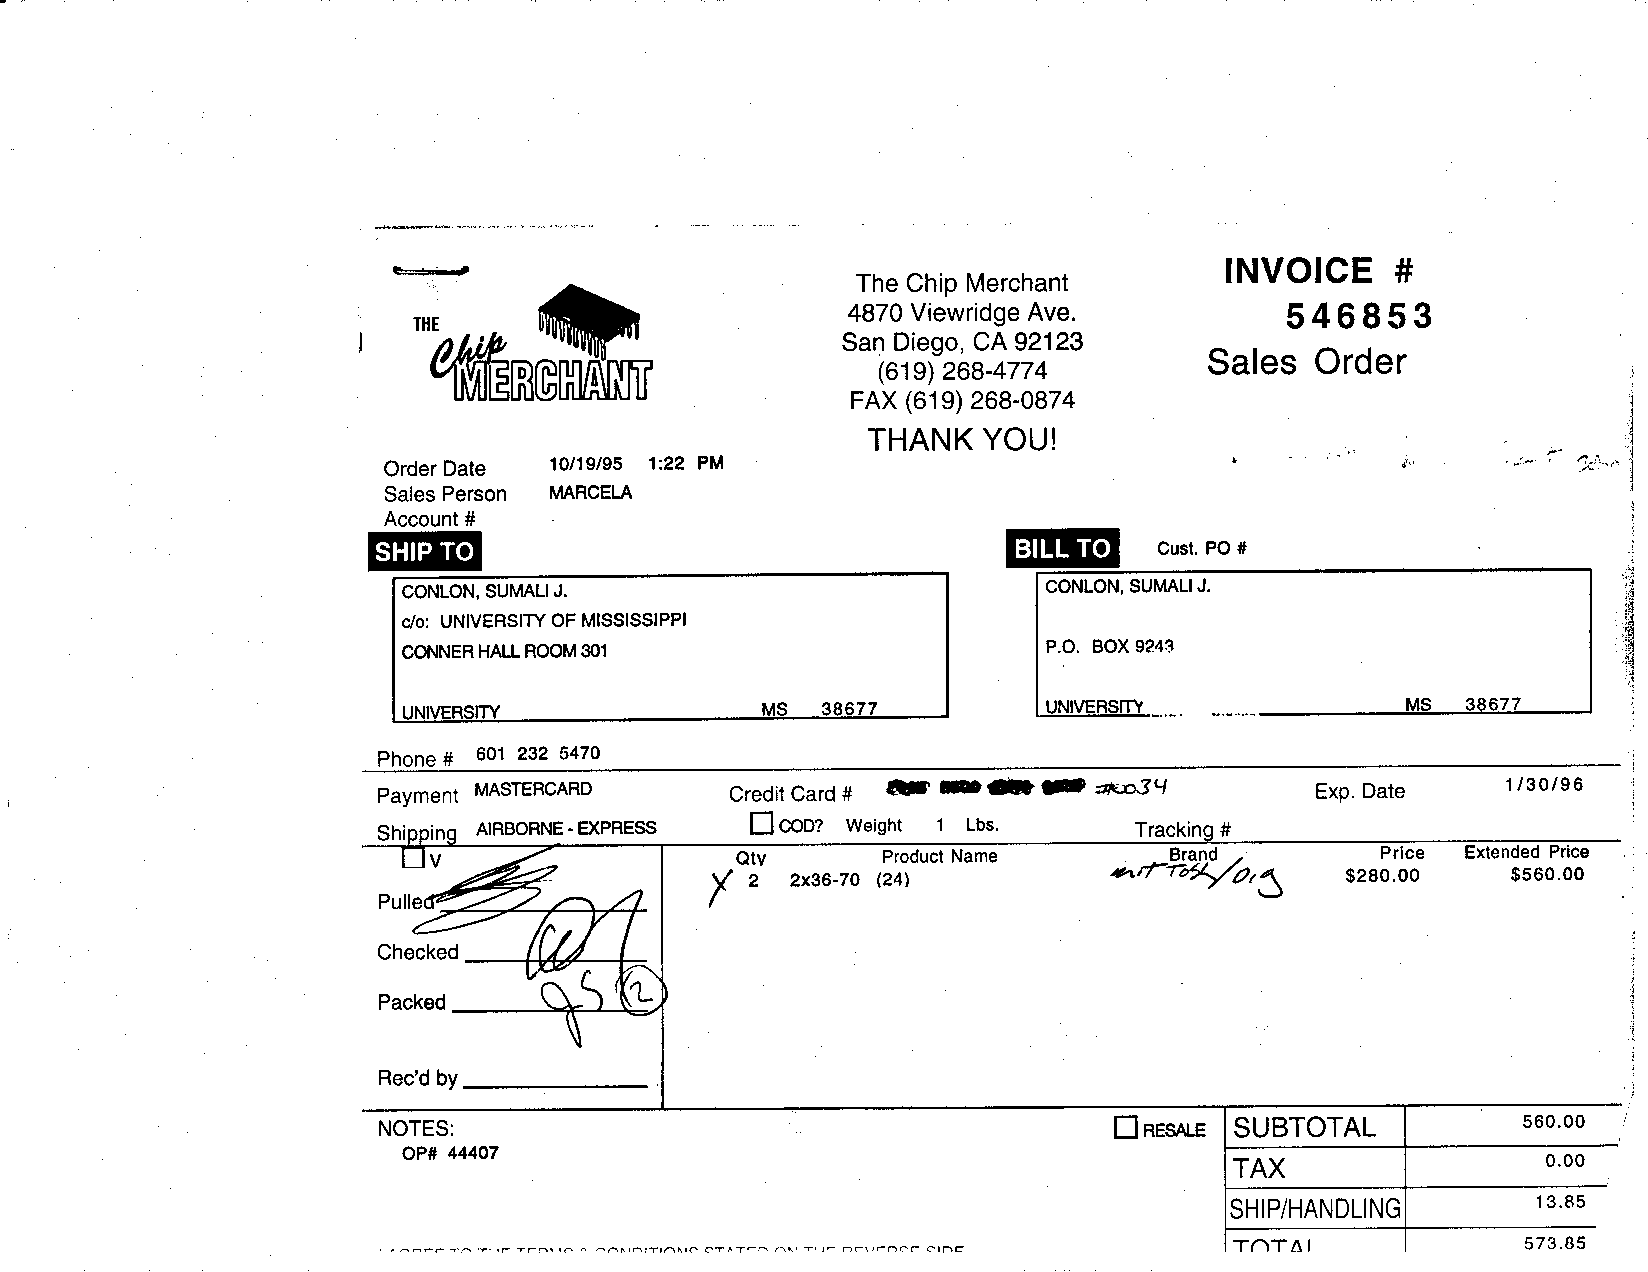 The Chip Merchant
4870 Viewridge Ave.
San Diego, CA 92123
(619) 268-4774
FAX (619) 268-0874
THANK YOU!
INVOICE #
546853
Sales Order
THE
Chip
MERCHANT
Order Date 10/19/95 1:22 PM
Sales Person MARCELA
Account #
SHIP TO
CONLON, SUMALI J.
c/o: UNIVERSITY OF MISSISSIPPI
CONNER HALL ROOM 301
UNIVERSITY MS 38677
BILL TO Cust. PO #
CONLON, SUMALI J.
P.O. BOX 9243
UNIVERSITY MS 38677
Phone # 601 232 5470
Payment MASTERCARD Credit Card # Exp. Date 1/30/96
Shipping AIRBORNE - EXPRESS COD? Weight 1 Lbs. Tracking #
V Qty Product Name Brand Price Extended Price
2 2x36-70 (24) $280.00 $560.00
Pulled
Checked
Packed
Rec'd by
NOTES:
OP# 44407
RESALE
SUBTOTAL 560.00
TAX 0.00
SHIP/HANDLING 13.85
TOTAL 573.85